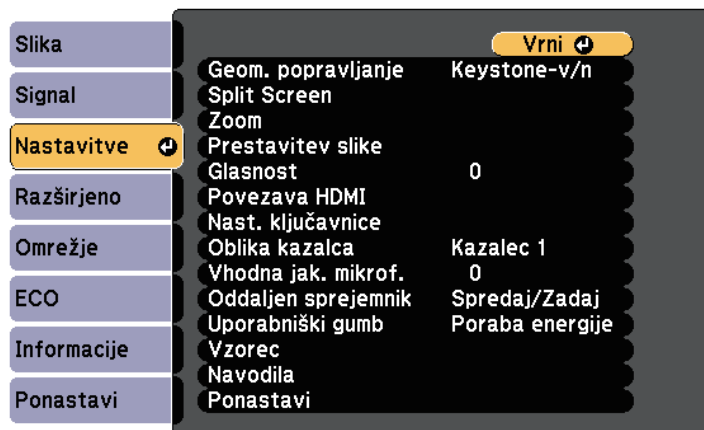 Slika
Signal
Nastavitve
Razširjeno
Omrežje
ECO
Informacije
Ponastavi
Vrni
Geom. popravljanje Keystone-v/n
Split Screen
Zoom
Prestavitev slike
Glasnost 0
Povezava HDMI
Nast. ključavnice
Oblika kazalca Kazalec 1
Vhodna jak. mikrof. 0
Oddaljen sprejemnik Spredaj/Zadaj
Uporabniški gumb Poraba energije
Vzorec
Navodila
Ponastavi